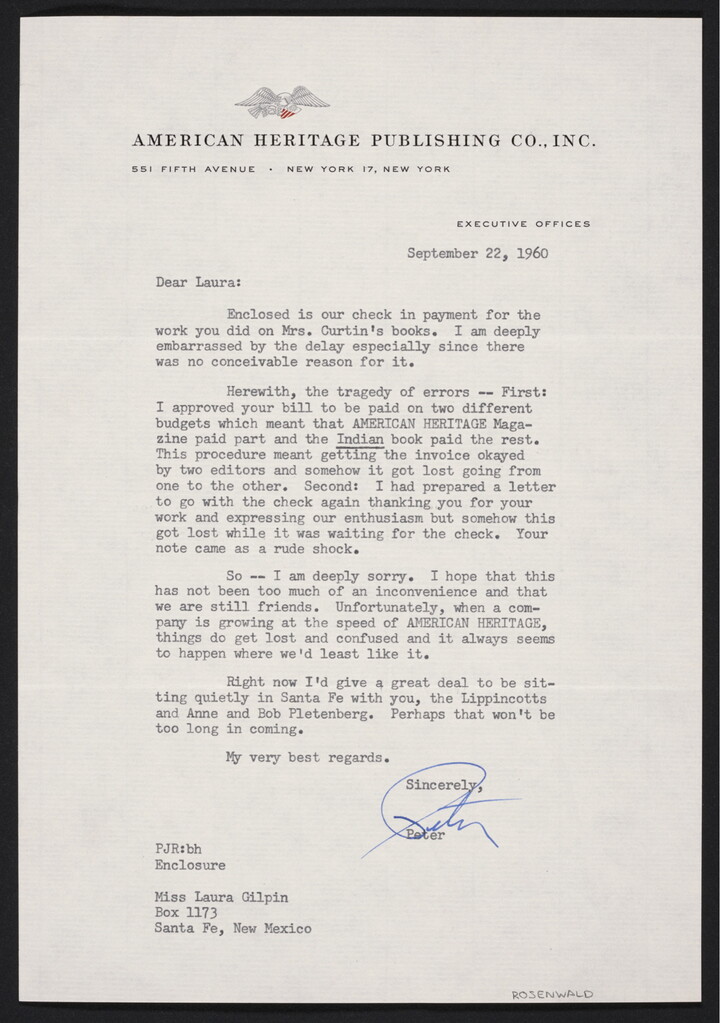 AMERICAN HERITAGE PUBLISHING CO., INC.
551 FIFTH AVENUE • NEW YORK 17, NEW YORK
EXECUTIVE OFFICES
September 22, 1960
Dear Laura:
Enclosed is our check in payment for the
work you did on Mrs. Curtin's books. I am deeply
embarrassed by the delay especially since there
was no conceivable reason for it.
Herewith, the tragedy of errors -- First:
I approved your bill to be paid on two different
budgets which meant that AMERICAN HERITAGE Maga-
zine paid part and the Indian book paid the rest.
This procedure meant getting the invoice okayed
by two editors and somehow it got lost going from
one to the other. Second: I had prepared a letter
to go with the check again thanking you for your
work and expressing our enthusiasm but somehow this
got lost while it was waiting for the check. Your
note came as a rude shock.
So -- I am deeply sorry. I hope that this
has not been too much of an inconvenience and that
we are still friends. Unfortunately, when a com-
pany is growing at the speed of AMERICAN HERITAGE,
things do get lost and confused and it always seems
to happen where we'd least like it.
Right now I'd give a great deal to be sit-
ting quietly in Santa Fe with you, the Lippincotts
and Anne and Bob Pletenberg. Perhaps that won't be
too long in coming.
My very best regards.
Sincerely,
Peter
Peter
PJR:bh
Enclosure
Miss Laura Gilpin
Box 1173
Santa Fe, New Mexico
ROSENWALD